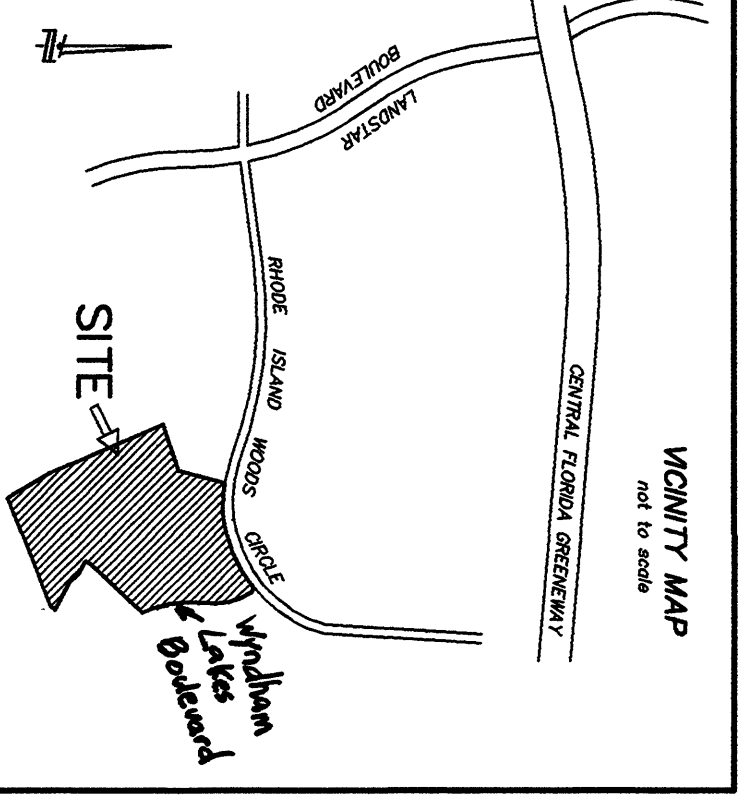 VICINITY MAP
not to scale
CENTRAL FLORIDA GREENEWAY
LANDSTAR
BOULEVARD
RHODE ISLAND WOODS CIRCLE
SITE
Wyndham
Lakes
Boulevard